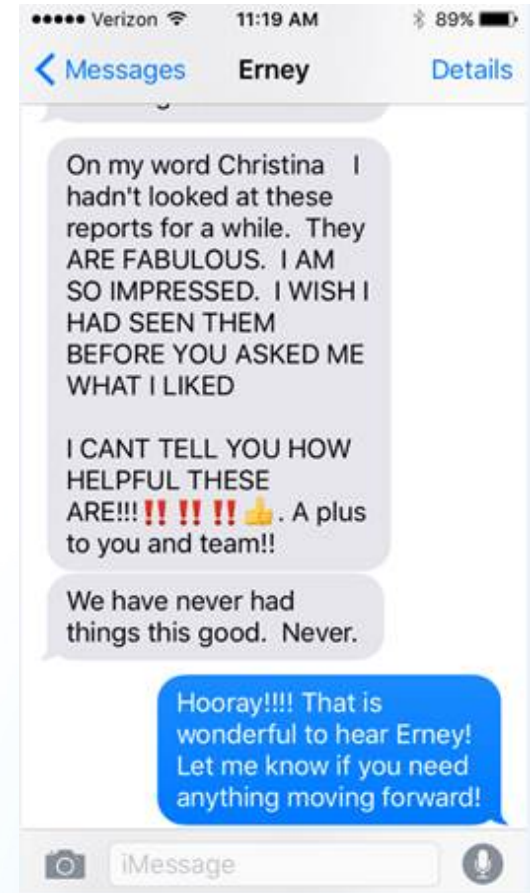 Verizon 11:19 AM 89%
Messages Erney Details
On my word Christina I
hadn't looked at these
reports for a while. They
ARE FABULOUS. I AM
SO IMPRESSED. I WISH I
HAD SEEN THEM
BEFORE YOU ASKED ME
WHAT I LIKED
I CANT TELL YOU HOW
HELPFUL THESE
ARE!!!‼️‼️‼️👍. A plus
to you and team!!
We have never had
things this good. Never.
Hooray!!!! That is
wonderful to hear Erney!
Let me know if you need
anything moving forward!
iMessage